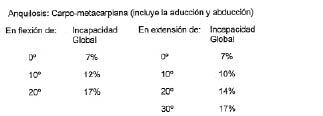 Anquilosis: Carpo-metacarpiana (incluye la aducción y abducción)
En flexión de: Incapacidad Global En extensión de: Incapacidad Global
0º 7% 0º 7%
10º 12% 10º 10%
20º 17% 20º 14%
30º 17%